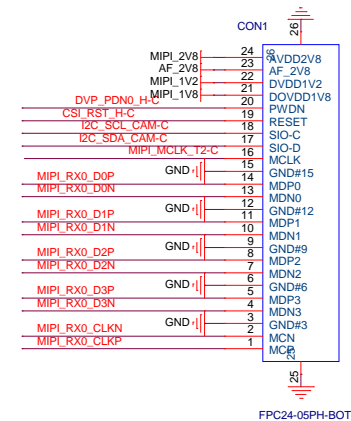 CON1
26
26
MIPI_2V8 24 AVDD2V8
AF_2V8 23 AF_2V8
MIPI_1V2 22 DVDD1V2
MIPI_1V8 21 DOVDD1V8
DVP_PDN0_H-C 20 PWDN
CSI_RST_H-C 19 RESET
I2C_SCL_CAM-C 18 SIO-C
I2C_SDA_CAM-C 17 SIO-D
MIPI_MCLK_T2-C 16 MCLK
GND 15 GND#15
MIPI_RX0_D0P 14 MDP0
MIPI_RX0_D0N 13 MDN0
GND 12 GND#12
MIPI_RX0_D1P 11 MDP1
MIPI_RX0_D1N 10 MDN1
GND 9 GND#9
MIPI_RX0_D2P 8 MDP2
MIPI_RX0_D2N 7 MDN2
GND 6 GND#6
MIPI_RX0_D3P 5 MDP3
MIPI_RX0_D3N 4 MDN3
GND 3 GND#3
MIPI_RX0_CLKN 2 MCN
MIPI_RX0_CLKP 1 MCP
25
25
FPC24-05PH-BOT